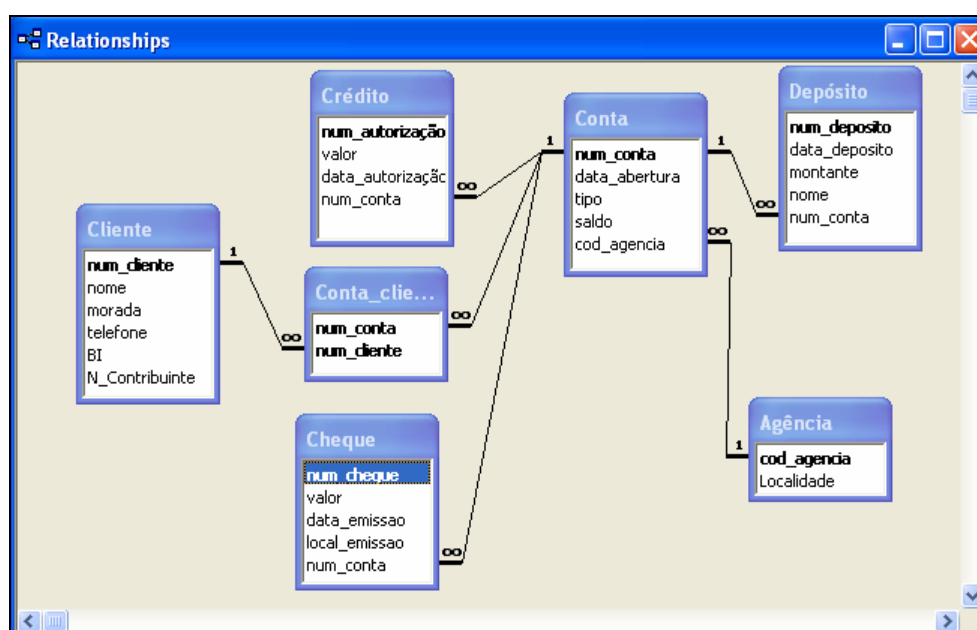 Relationships
Crédito
num_autorização
valor
data_autorizaçãc
num_conta
Conta
num_conta
data_abertura
tipo
saldo
cod_agencia
Depósito
num_deposito
data_deposito
montante
nome
num_conta
Cliente
num_cliente
nome
morada
telefone
BI
N_Contribuinte
Conta_clie...
num_conta
num_cliente
Cheque
num_cheque
valor
data_emissao
local_emissao
num_conta
Agência
cod_agencia
Localidade
1
∞
1
∞
∞
1
∞
∞
1
∞
1